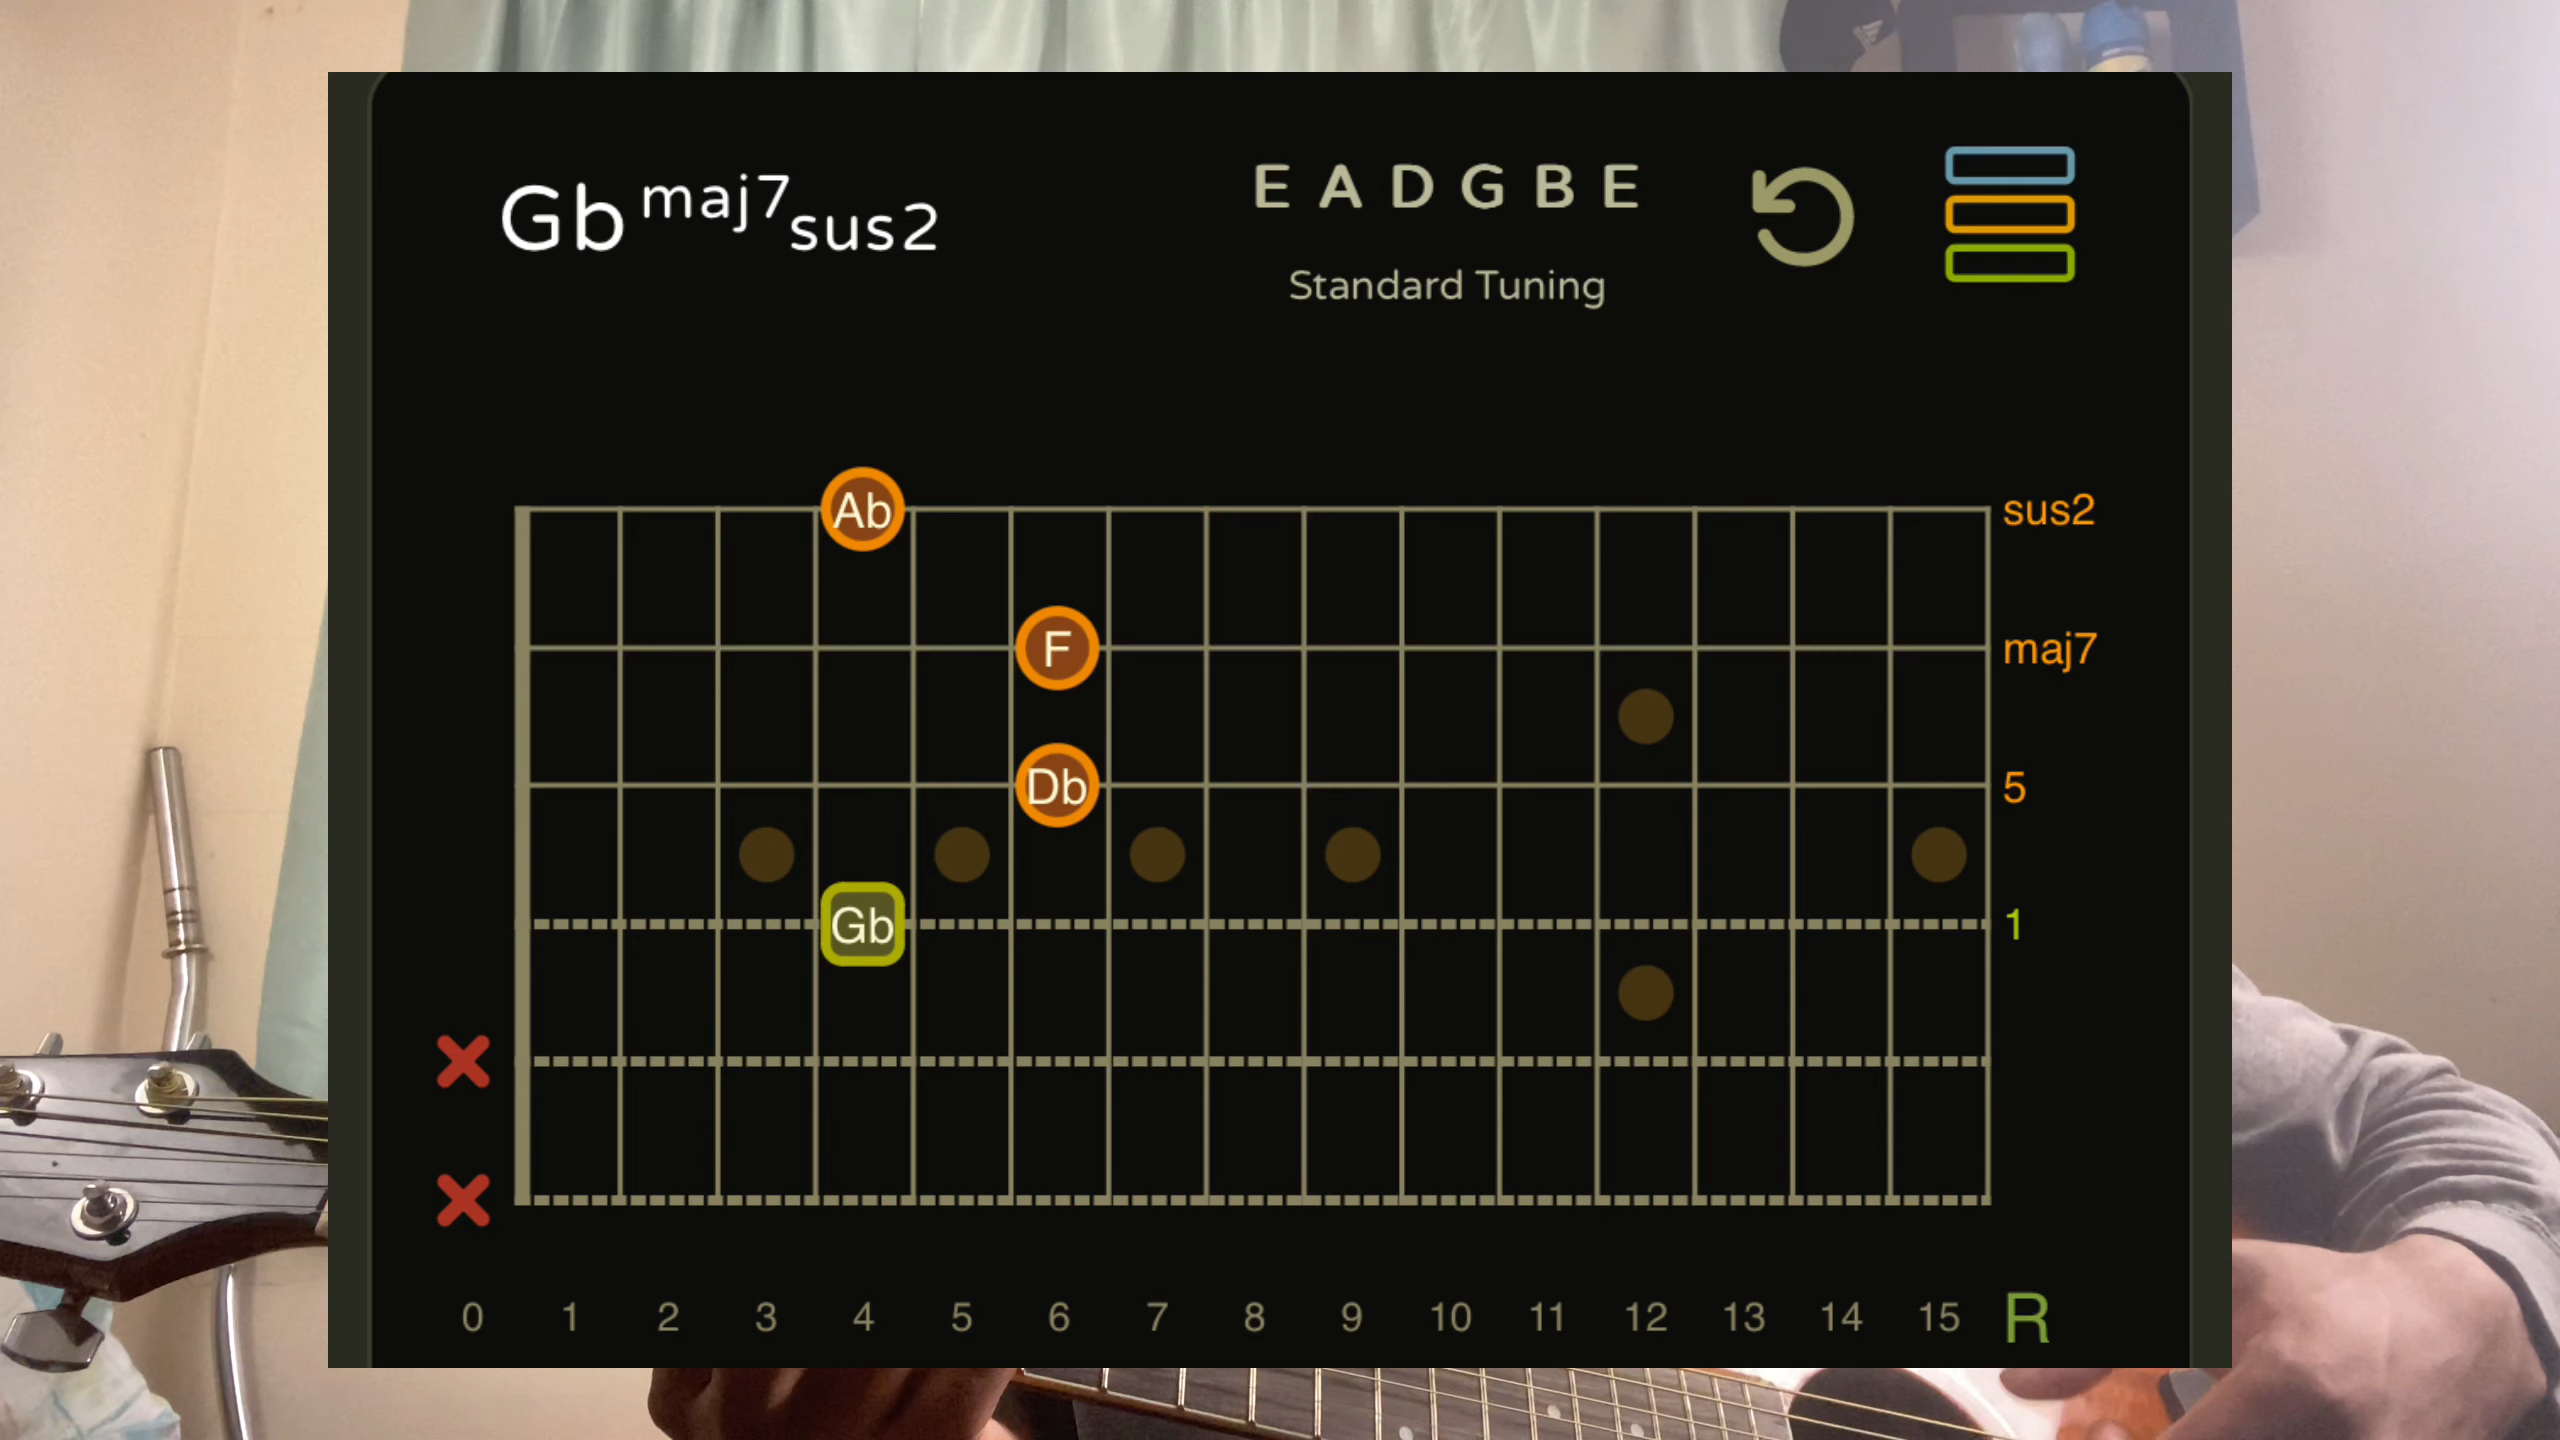 Gb maj7 sus2
E A D G B E
Standard Tuning
Ab sus2
F maj7
Db 5
Gb 1
0 1 2 3 4 5 6 7 8 9 10 11 12 13 14 15 R